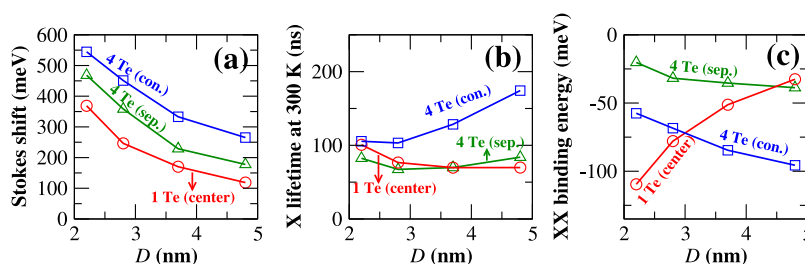 (a)
4 Te (con.)
4 Te (sep.)
1 Te (center)
Stokes shift (meV)
600
500
400
300
200
100
0
2
3
4
5
D (nm)
(b)
4 Te (con.)
4 Te (sep.)
1 Te (center)
X lifetime at 300 K (ns)
200
100
0
2
3
4
5
D (nm)
(c)
4 Te (sep.)
4 Te (con.)
1 Te (center)
XX binding energy (meV)
0
-50
-100
2
3
4
5
D (nm)